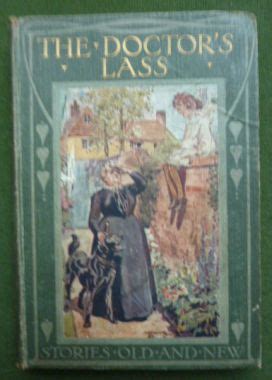 THE · DOCTOR'S
LASS
STORIES · OLD · AND · NEW